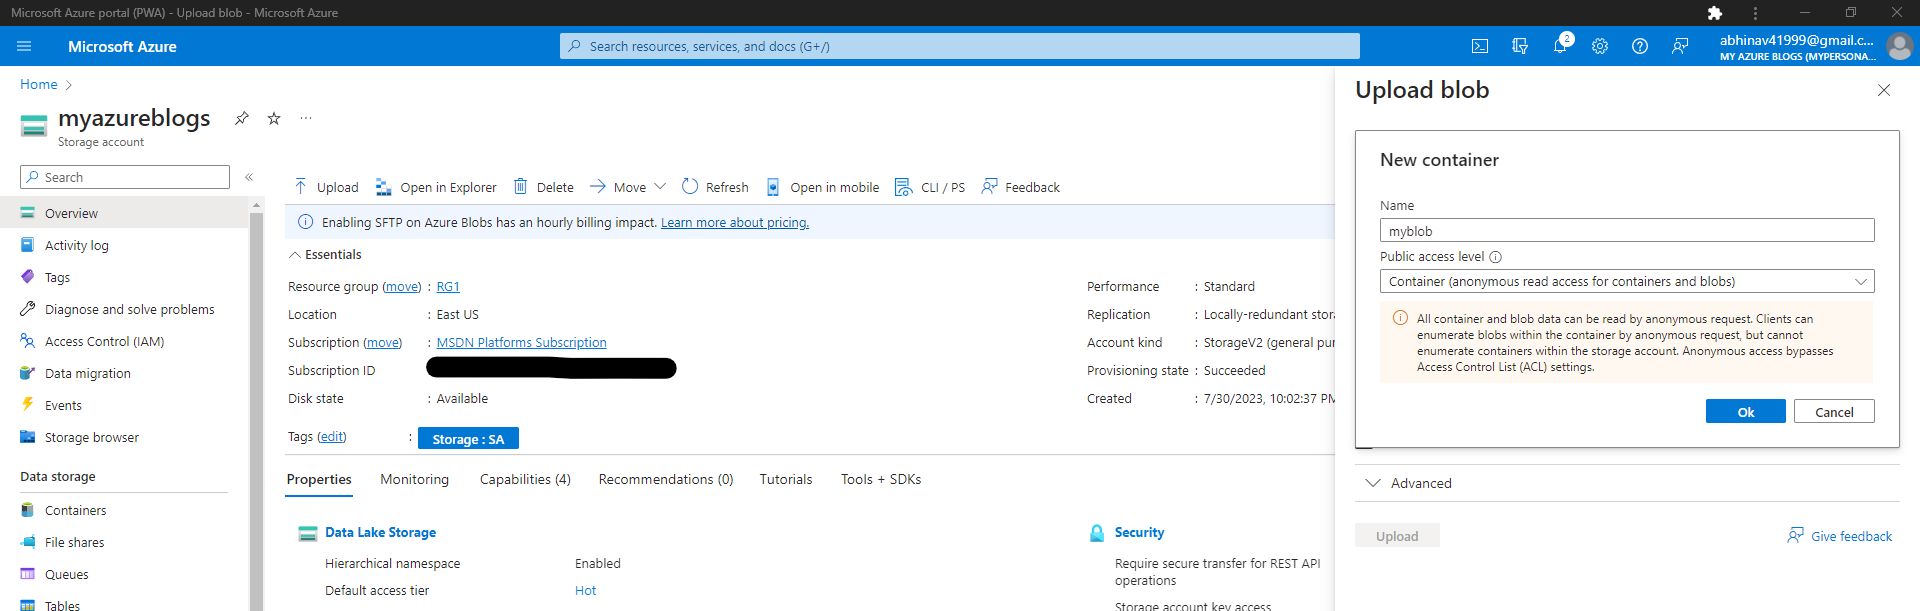 Microsoft Azure portal (PWA) - Upload blob - Microsoft Azure
Microsoft Azure
Search resources, services, and docs (G+/)
2
abhinav41999@gmail.c...
MY AZURE BLOGS (MYPERSONA...
Home
myazureblogs
Storage account
Search
Overview
Activity log
Tags
Diagnose and solve problems
Access Control (IAM)
Data migration
Events
Storage browser
Data storage
Containers
File shares
Queues
Tables
Upload
Open in Explorer
Delete
Move
Refresh
Open in mobile
CLI / PS
Feedback
Enabling SFTP on Azure Blobs has an hourly billing impact. Learn more about pricing.
Essentials
Resource group (move) : RG1
Location : East US
Subscription (move) : MSDN Platforms Subscription
Subscription ID
Disk state : Available
Tags (edit) : Storage : SA
Performance : Standard
Replication : Locally-redundant stora
Account kind : StorageV2 (general pur
Provisioning state : Succeeded
Created : 7/30/2023, 10:02:37 PM
Properties
Monitoring
Capabilities (4)
Recommendations (0)
Tutorials
Tools + SDKs
Data Lake Storage
Hierarchical namespace Enabled
Default access tier Hot
Security
Require secure transfer for REST API
operations
Storage account key access
Upload blob
New container
Name
myblob
Public access level
Container (anonymous read access for containers and blobs)
All container and blob data can be read by anonymous request. Clients can
enumerate blobs within the container by anonymous request, but cannot
enumerate containers within the storage account. Anonymous access bypasses
Access Control List (ACL) settings.
Ok
Cancel
Advanced
Upload
Give feedback